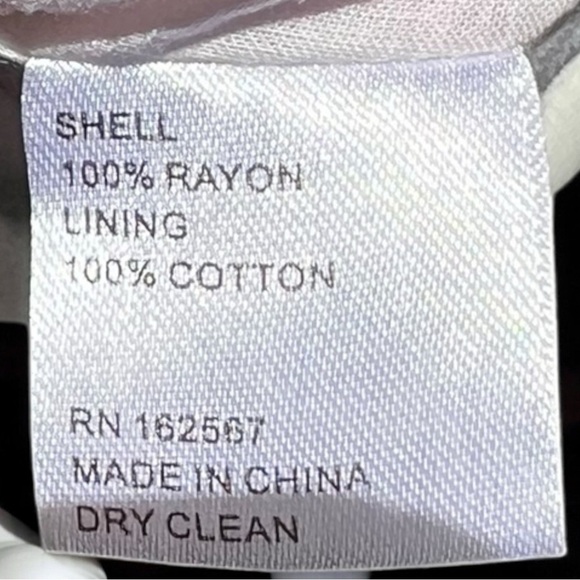 SHELL
100% RAYON
LINING
100% COTTON
RN 162567
MADE IN CHINA
DRY CLEAN